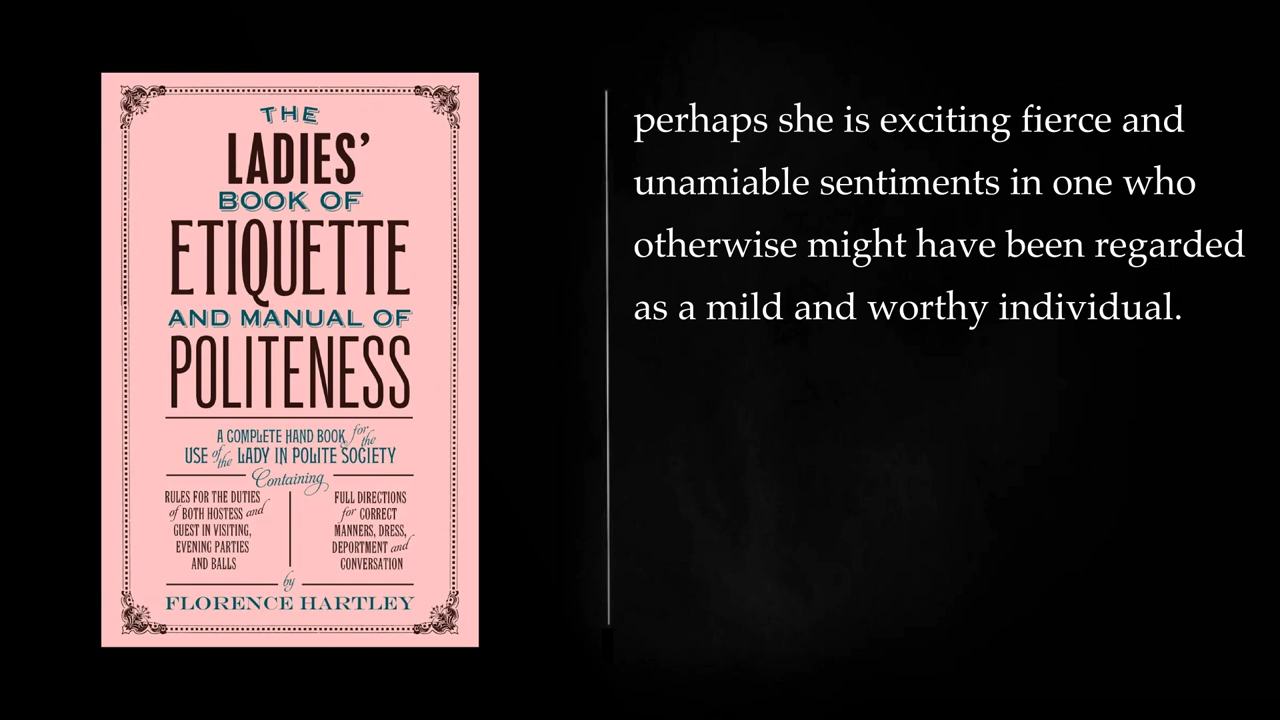 THE
LADIES'
BOOK OF
ETIQUETTE
AND MANUAL OF
POLITENESS
A COMPLETE HAND BOOK for the
USE of the LADY IN POLITE SOCIETY
Containing
RULES FOR THE DUTIES
of BOTH HOSTESS and
GUEST IN VISITING,
EVENING PARTIES
AND BALLS
FULL DIRECTIONS
for CORRECT
MANNERS, DRESS,
DEPORTMENT and
CONVERSATION
by
FLORENCE HARTLEY
perhaps she is exciting fierce and
unamiable sentiments in one who
otherwise might have been regarded
as a mild and worthy individual.